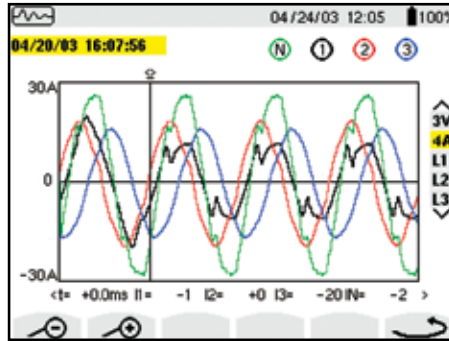 04/24/03 12:05 100%
04/20/03 16:07:56
N 1 2 3
30A
3V
4A
0
L1
L2
L3
-30A
<t= +0.0ms I1= -1 I2= +0 I3= -20 IN= -2 >